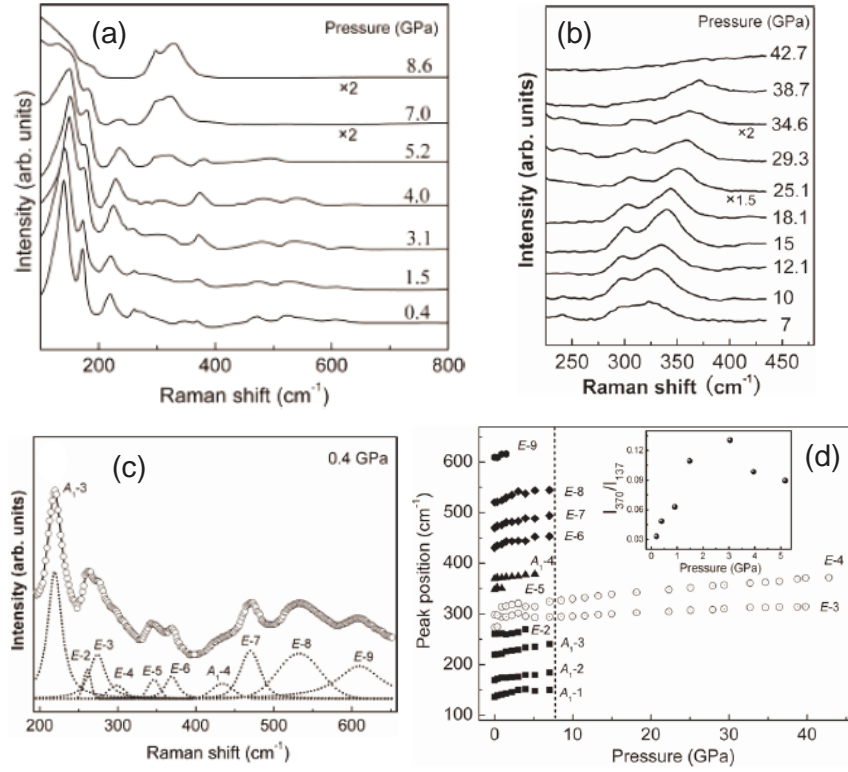 (a)
Pressure (GPa)
8.6
×2
7.0
×2
5.2
4.0
3.1
1.5
0.4
Intensity (arb. units)
200 400 600 800
Raman shift (cm⁻¹)
(b)
Pressure (GPa)
42.7
38.7
34.6
×2
29.3
25.1
×1.5
18.1
15
12.1
10
7
Intensity (arb. units)
250 300 350 400 450
Raman shift (cm⁻¹)
(c)
0.4 GPa
A₁-3
E-2
E-3
E-4
E-5
E-6
A₁-4
E-7
E-8
E-9
Intensity (arb. units)
200 300 400 500 600
Raman shift (cm⁻¹)
(d)
E-9
E-8
E-7
E-6
A₁-4
E-5
E-4
E-3
E-2
A₁-3
A₁-2
A₁-1
600
500
400
300
200
100
Peak position (cm⁻¹)
0 5 10 15 20 25 30 35 40 45
Pressure (GPa)
0.12
0.09
0.06
0.03
I₃₇₀/I₁₃₇
0 1 2 3 4 5
Pressure (GPa)